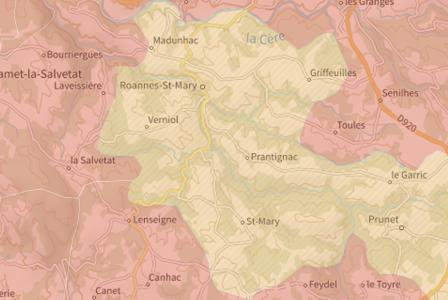 les Granges
Madunhac
la Cère
Bourriergues
amet-la-Salvetat
Griffeuilles
Laveissière
Roannes-St-Mary
Senilhes
Verniol
Toules
D920
Prantignac
la Salvetat
le Garric
Lenseigne
St-Mary
Prunet
Canhac
Feydel
le Toyre
Canet
erie